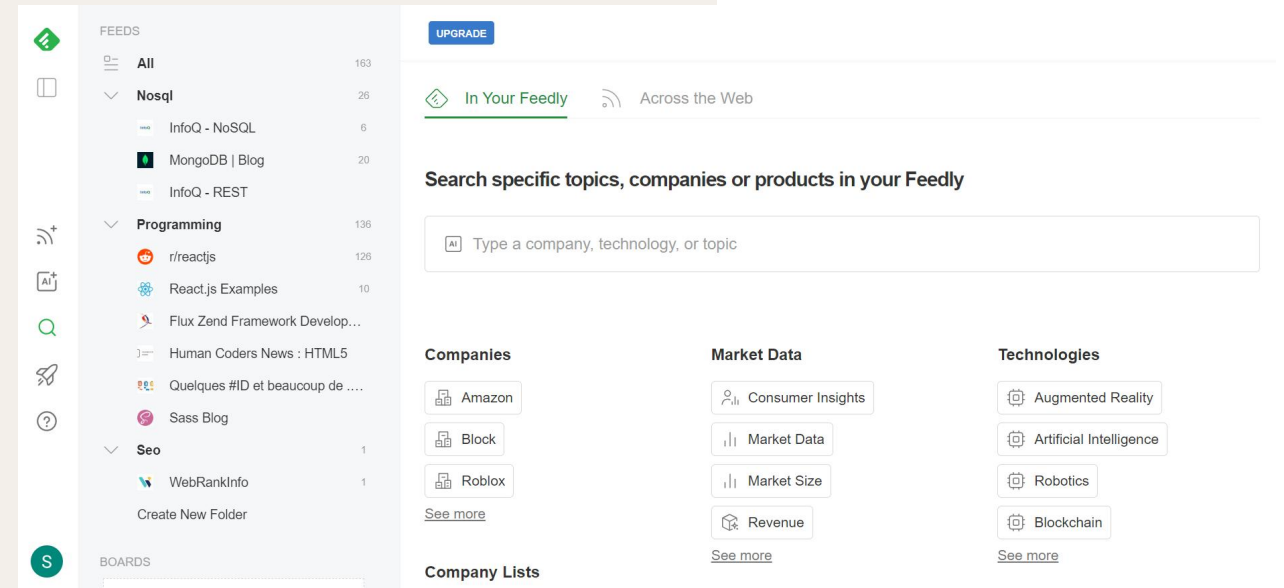 FEEDS
All 163
Nosql 26
InfoQ - NoSQL 6
MongoDB | Blog 20
InfoQ - REST
Programming 136
r/reactjs 126
React.js Examples 10
Flux Zend Framework Develop…
Human Coders News : HTML5
Quelques #ID et beaucoup de .…
Sass Blog
Seo 1
WebRankInfo 1
Create New Folder
BOARDS
AI
S
UPGRADE
In Your Feedly
Across the Web
Search specific topics, companies or products in your Feedly
AI Type a company, technology, or topic
Companies
Amazon
Block
Roblox
See more
Company Lists
Market Data
Consumer Insights
Market Data
Market Size
Revenue
See more
Technologies
Augmented Reality
Artificial Intelligence
Robotics
Blockchain
See more